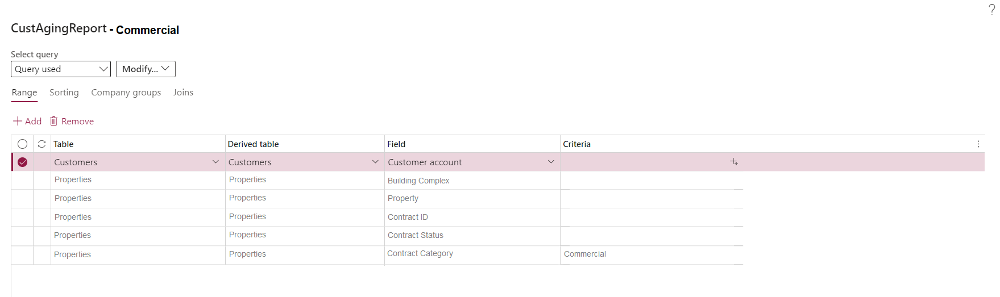 ?
CustAgingReport - Commercial
Select query
Query used Modify...
Range Sorting Company groups Joins
Add Remove
Table Derived table Field Criteria
Customers Customers Customer account
Properties Properties Building Complex
Properties Properties Property
Properties Properties Contract ID
Properties Properties Contract Status
Properties Properties Contract Category Commercial